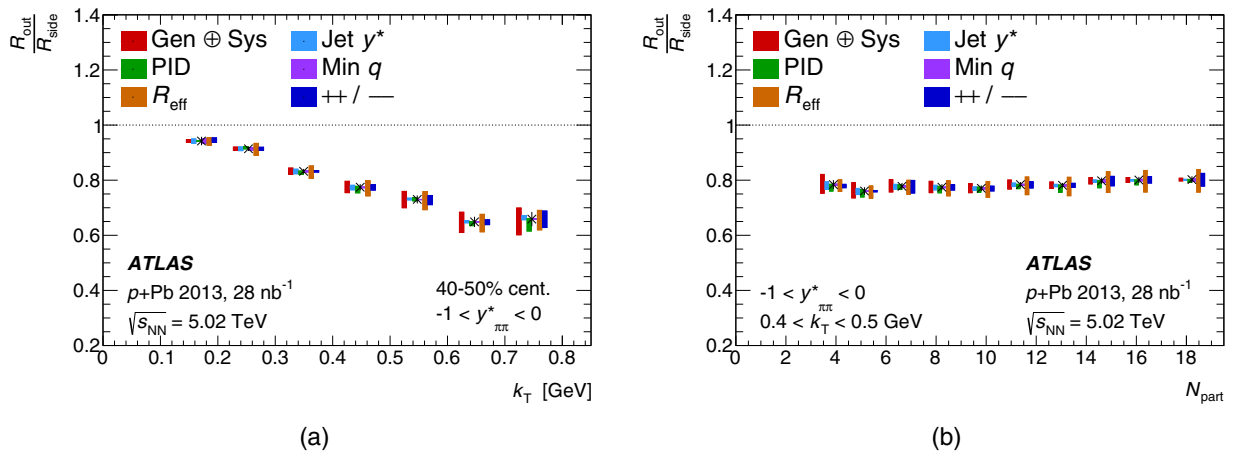 R_out / R_side
1.4
1.2
1
0.8
0.6
0.4
0.2
Gen ⊕ Sys
PID
R_eff
Jet y*
Min q
++ / −−
ATLAS
p+Pb 2013, 28 nb⁻¹
√s_NN = 5.02 TeV
40-50% cent.
-1 < y*_ππ < 0
0 0.1 0.2 0.3 0.4 0.5 0.6 0.7 0.8
k_T [GeV]
(a)
R_out / R_side
1.4
1.2
1
0.8
0.6
0.4
0.2
Gen ⊕ Sys
PID
R_eff
Jet y*
Min q
++ / −−
-1 < y*_ππ < 0
0.4 < k_T < 0.5 GeV
ATLAS
p+Pb 2013, 28 nb⁻¹
√s_NN = 5.02 TeV
0 2 4 6 8 10 12 14 16 18
N_part
(b)